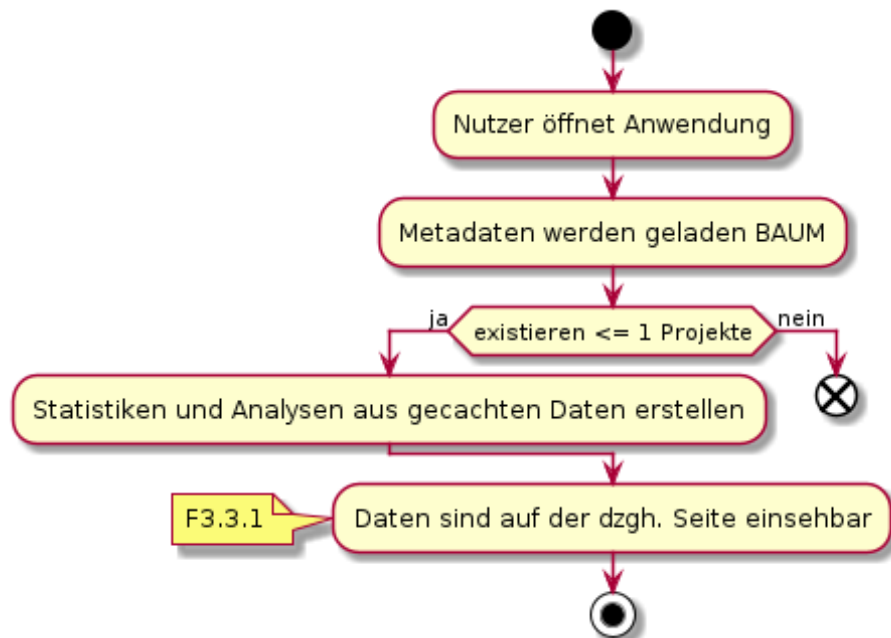 Nutzer öffnet Anwendung
Metadaten werden geladen BAUM
ja
existieren <= 1 Projekte
nein
Statistiken und Analysen aus gecachten Daten erstellen
F3.3.1
Daten sind auf der dzgh. Seite einsehbar